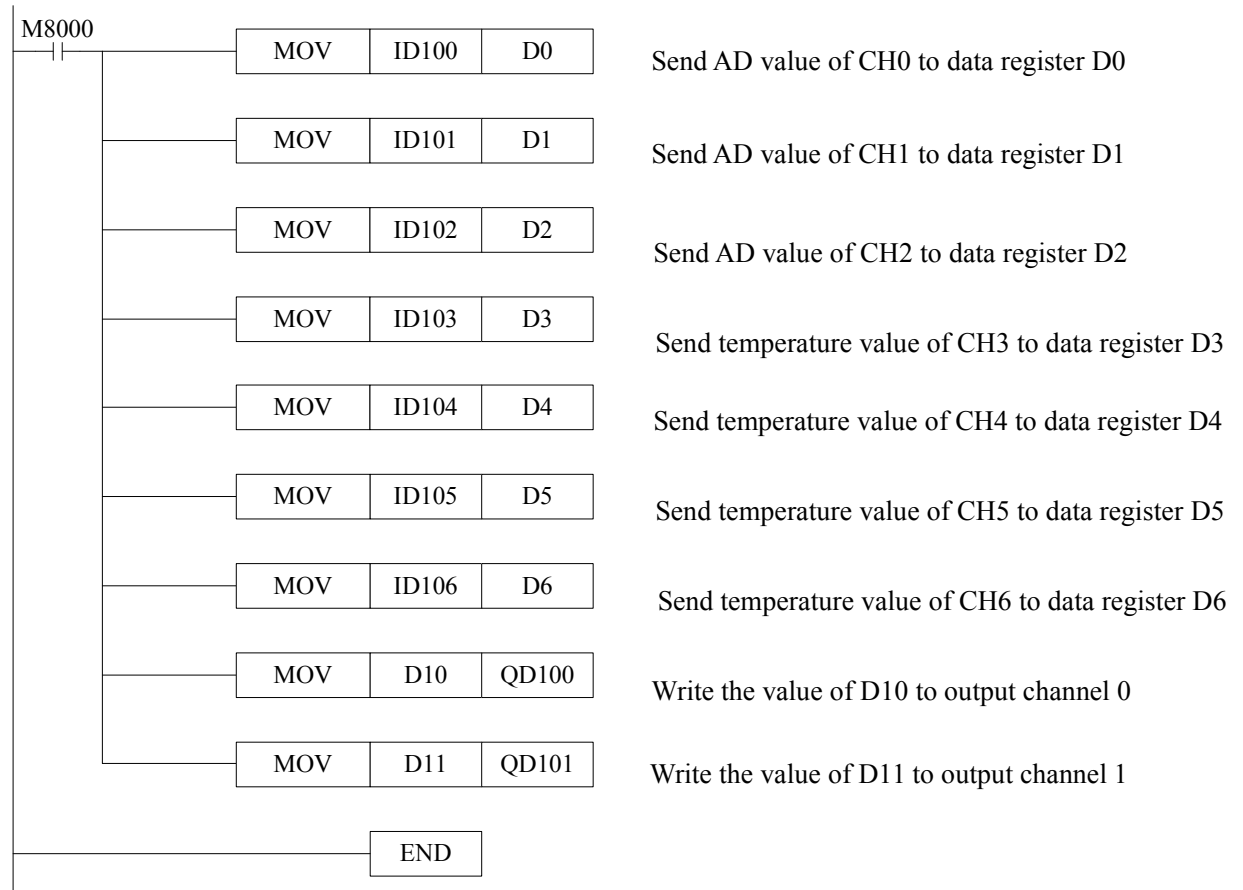 M8000
MOV ID100 D0 Send AD value of CH0 to data register D0
MOV ID101 D1 Send AD value of CH1 to data register D1
MOV ID102 D2 Send AD value of CH2 to data register D2
MOV ID103 D3 Send temperature value of CH3 to data register D3
MOV ID104 D4 Send temperature value of CH4 to data register D4
MOV ID105 D5 Send temperature value of CH5 to data register D5
MOV ID106 D6 Send temperature value of CH6 to data register D6
MOV D10 QD100 Write the value of D10 to output channel 0
MOV D11 QD101 Write the value of D11 to output channel 1
END